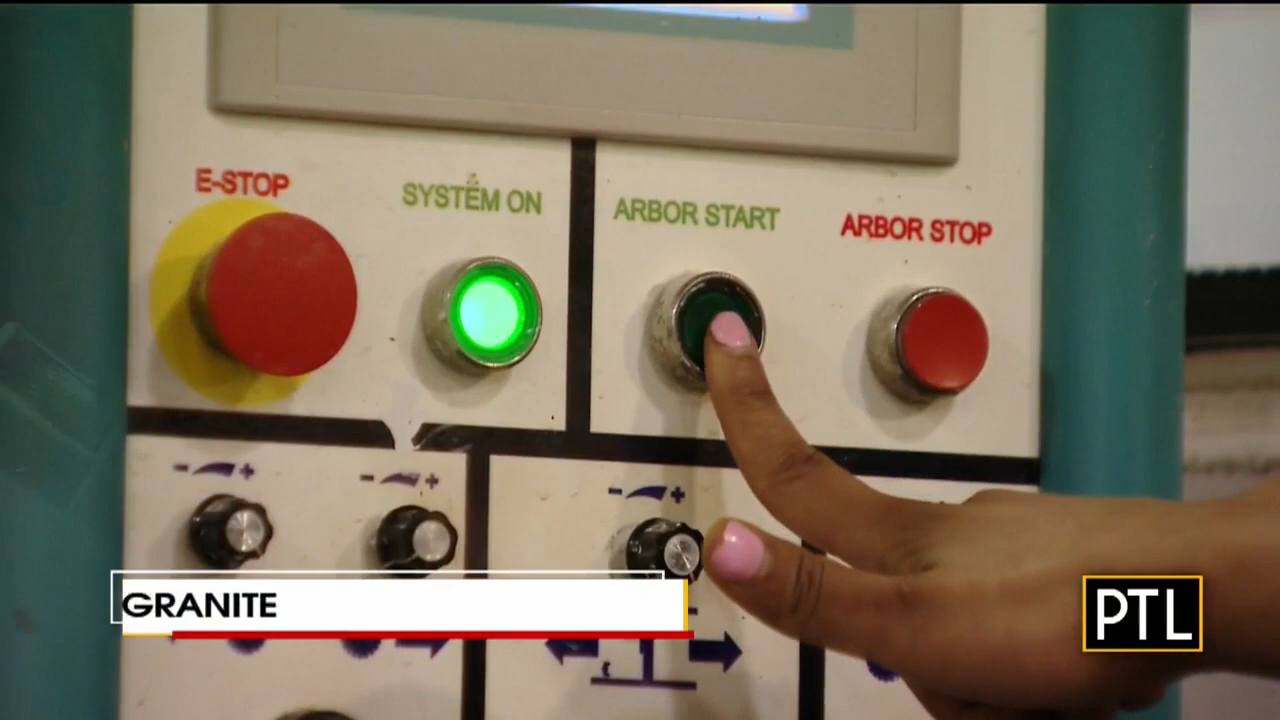 E-STOP
SYSTEM ON
ARBOR START
ARBOR STOP
- +
- +
- +
GRANITE
PTL